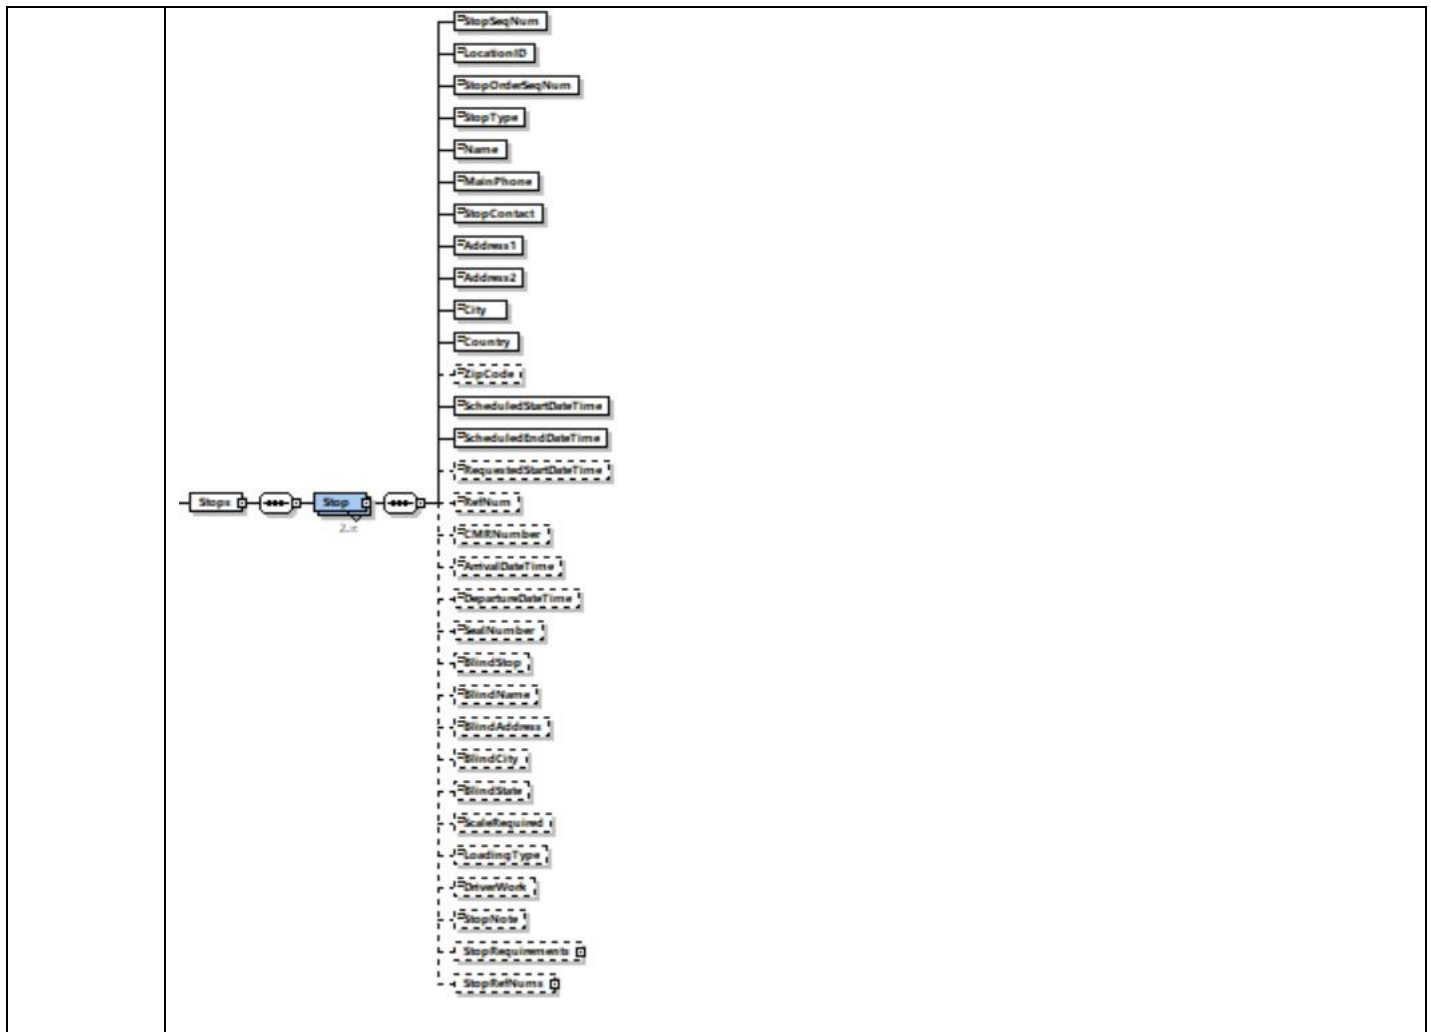 StopSeqNum
LocationID
StopOrderSeqNum
StopType
Name
MainPhone
StopContact
Address1
Address2
City
Country
ZipCode
ScheduledStartDateTime
ScheduledEndDateTime
RequestedStartDateTime
Stops Stop RefNum
2..∞
CMRNumber
ArrivalDateTime
DepartureDateTime
SealNumber
BlindStop
BlindName
BlindAddress
BlindCity
BlindState
ScaleRequired
LoadingType
DriverWork
StopNote
StopRequirements
StopRefNums